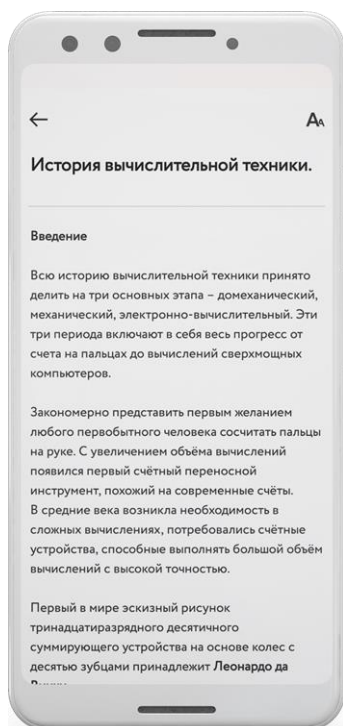 AA
История вычислительной техники.
Введение
Всю историю вычислительной техники принято
делить на три основных этапа – домеханический,
механический, электронно-вычислительный. Эти
три периода включают в себя весь прогресс от
счета на пальцах до вычислений сверхмощных
компьютеров.
Закономерно представить первым желанием
любого первобытного человека сосчитать пальцы
на руке. С увеличением объёма вычислений
появился первый счётный переносной
инструмент, похожий на современные счёты.
В средние века возникла необходимость в
сложных вычислениях, потребовались счётные
устройства, способные выполнять большой объём
вычислений с высокой точностью.
Первый в мире эскизный рисунок
тринадцатиразрядного десятичного
суммирующего устройства на основе колес с
десятью зубцами принадлежит Леонардо да